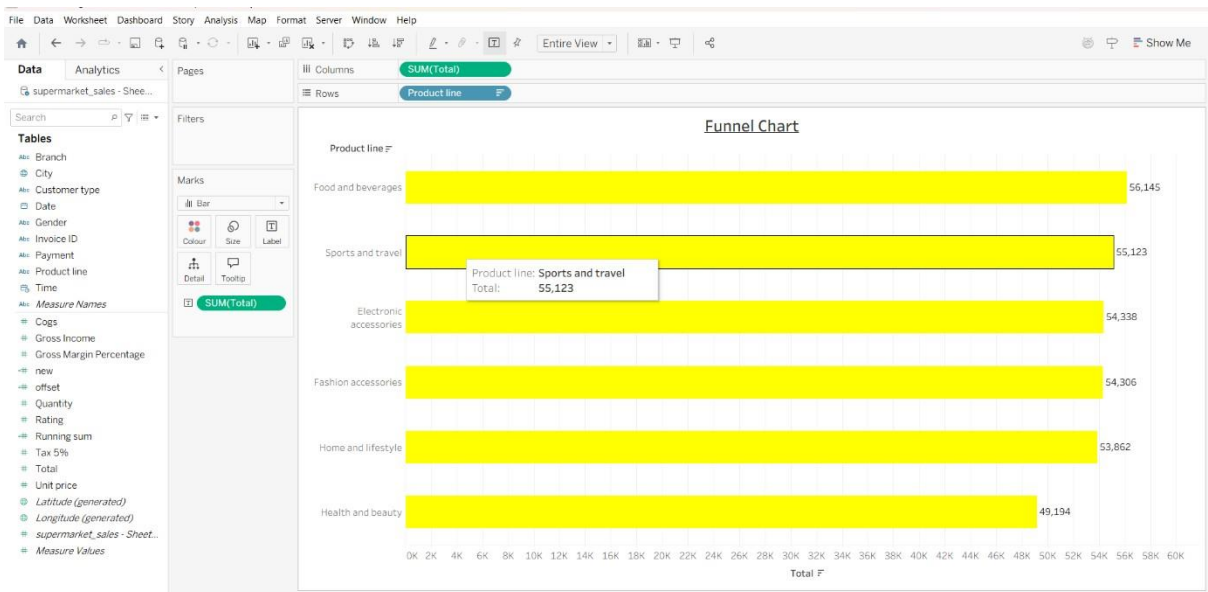 File Data Worksheet Dashboard Story Analysis Map Format Server Window Help
Entire View
Show Me
Data Analytics
supermarket_sales - Shee...
Search
Tables
Abc Branch
City
Abc Customer type
Date
Abc Gender
Abc Invoice ID
Abc Payment
Abc Product line
Time
Abc Measure Names
# Cogs
# Gross Income
# Gross Margin Percentage
=# new
=# offset
# Quantity
# Rating
=# Running sum
# Tax 5%
# Total
# Unit price
Latitude (generated)
Longitude (generated)
# supermarket_sales - Sheet...
# Measure Values
Pages
Filters
Marks
Bar
Colour Size Label
Detail Tooltip
SUM(Total)
Columns SUM(Total)
Rows Product line
Funnel Chart
Product line
Food and beverages 56,145
Sports and travel 55,123
Product line: Sports and travel
Total: 55,123
Electronic
accessories 54,338
Fashion accessories 54,306
Home and lifestyle 53,862
Health and beauty 49,194
0K 2K 4K 6K 8K 10K 12K 14K 16K 18K 20K 22K 24K 26K 28K 30K 32K 34K 36K 38K 40K 42K 44K 46K 48K 50K 52K 54K 56K 58K 60K
Total